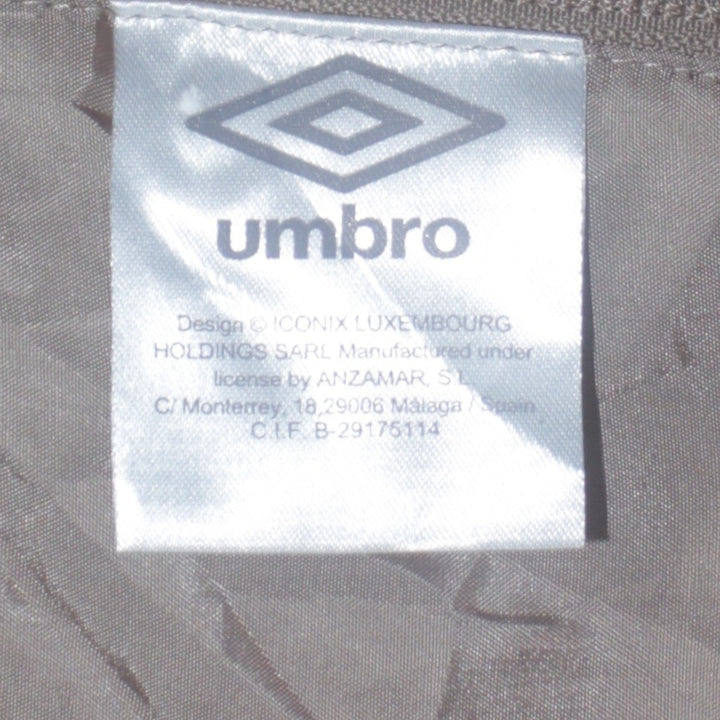 umbro
Design © ICONIX LUXEMBOURG
HOLDINGS SARL Manufactured under
license by ANZAMAR, S.L.
C/ Monterrey, 18,29006 Málaga / Spain
C.I.F. B-29175114